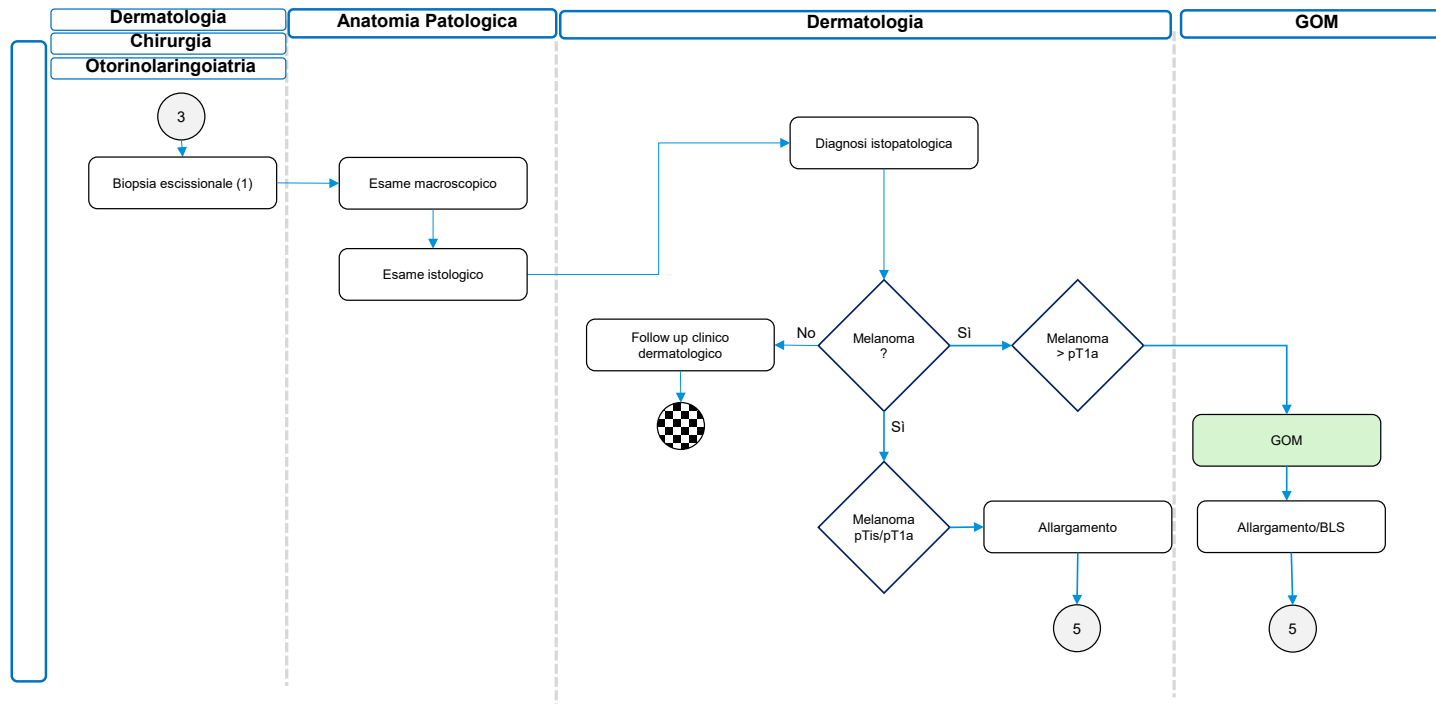 Dermatologia
Chirurgia
Otorinolaringoiatria
Anatomia Patologica
Dermatologia
GOM
3
Biopsia escissionale (1)
Esame macroscopico
Esame istologico
Diagnosi istopatologica
Melanoma
?
No
Sì
Sì
Follow up clinico
dermatologico
Melanoma
> pT1a
GOM
Allargamento/BLS
5
Melanoma
pTis/pT1a
Allargamento
5